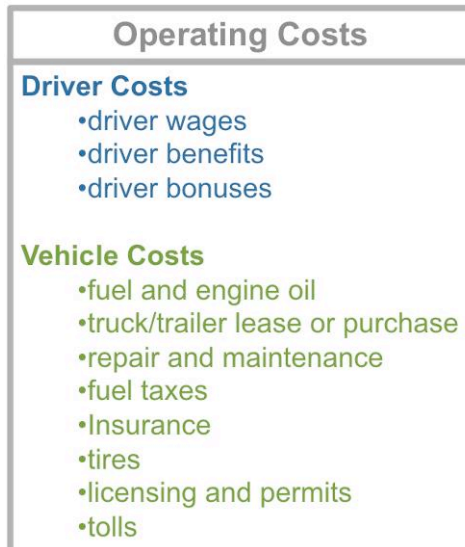 Operating Costs
Driver Costs
•driver wages
•driver benefits
•driver bonuses
Vehicle Costs
•fuel and engine oil
•truck/trailer lease or purchase
•repair and maintenance
•fuel taxes
•Insurance
•tires
•licensing and permits
•tolls